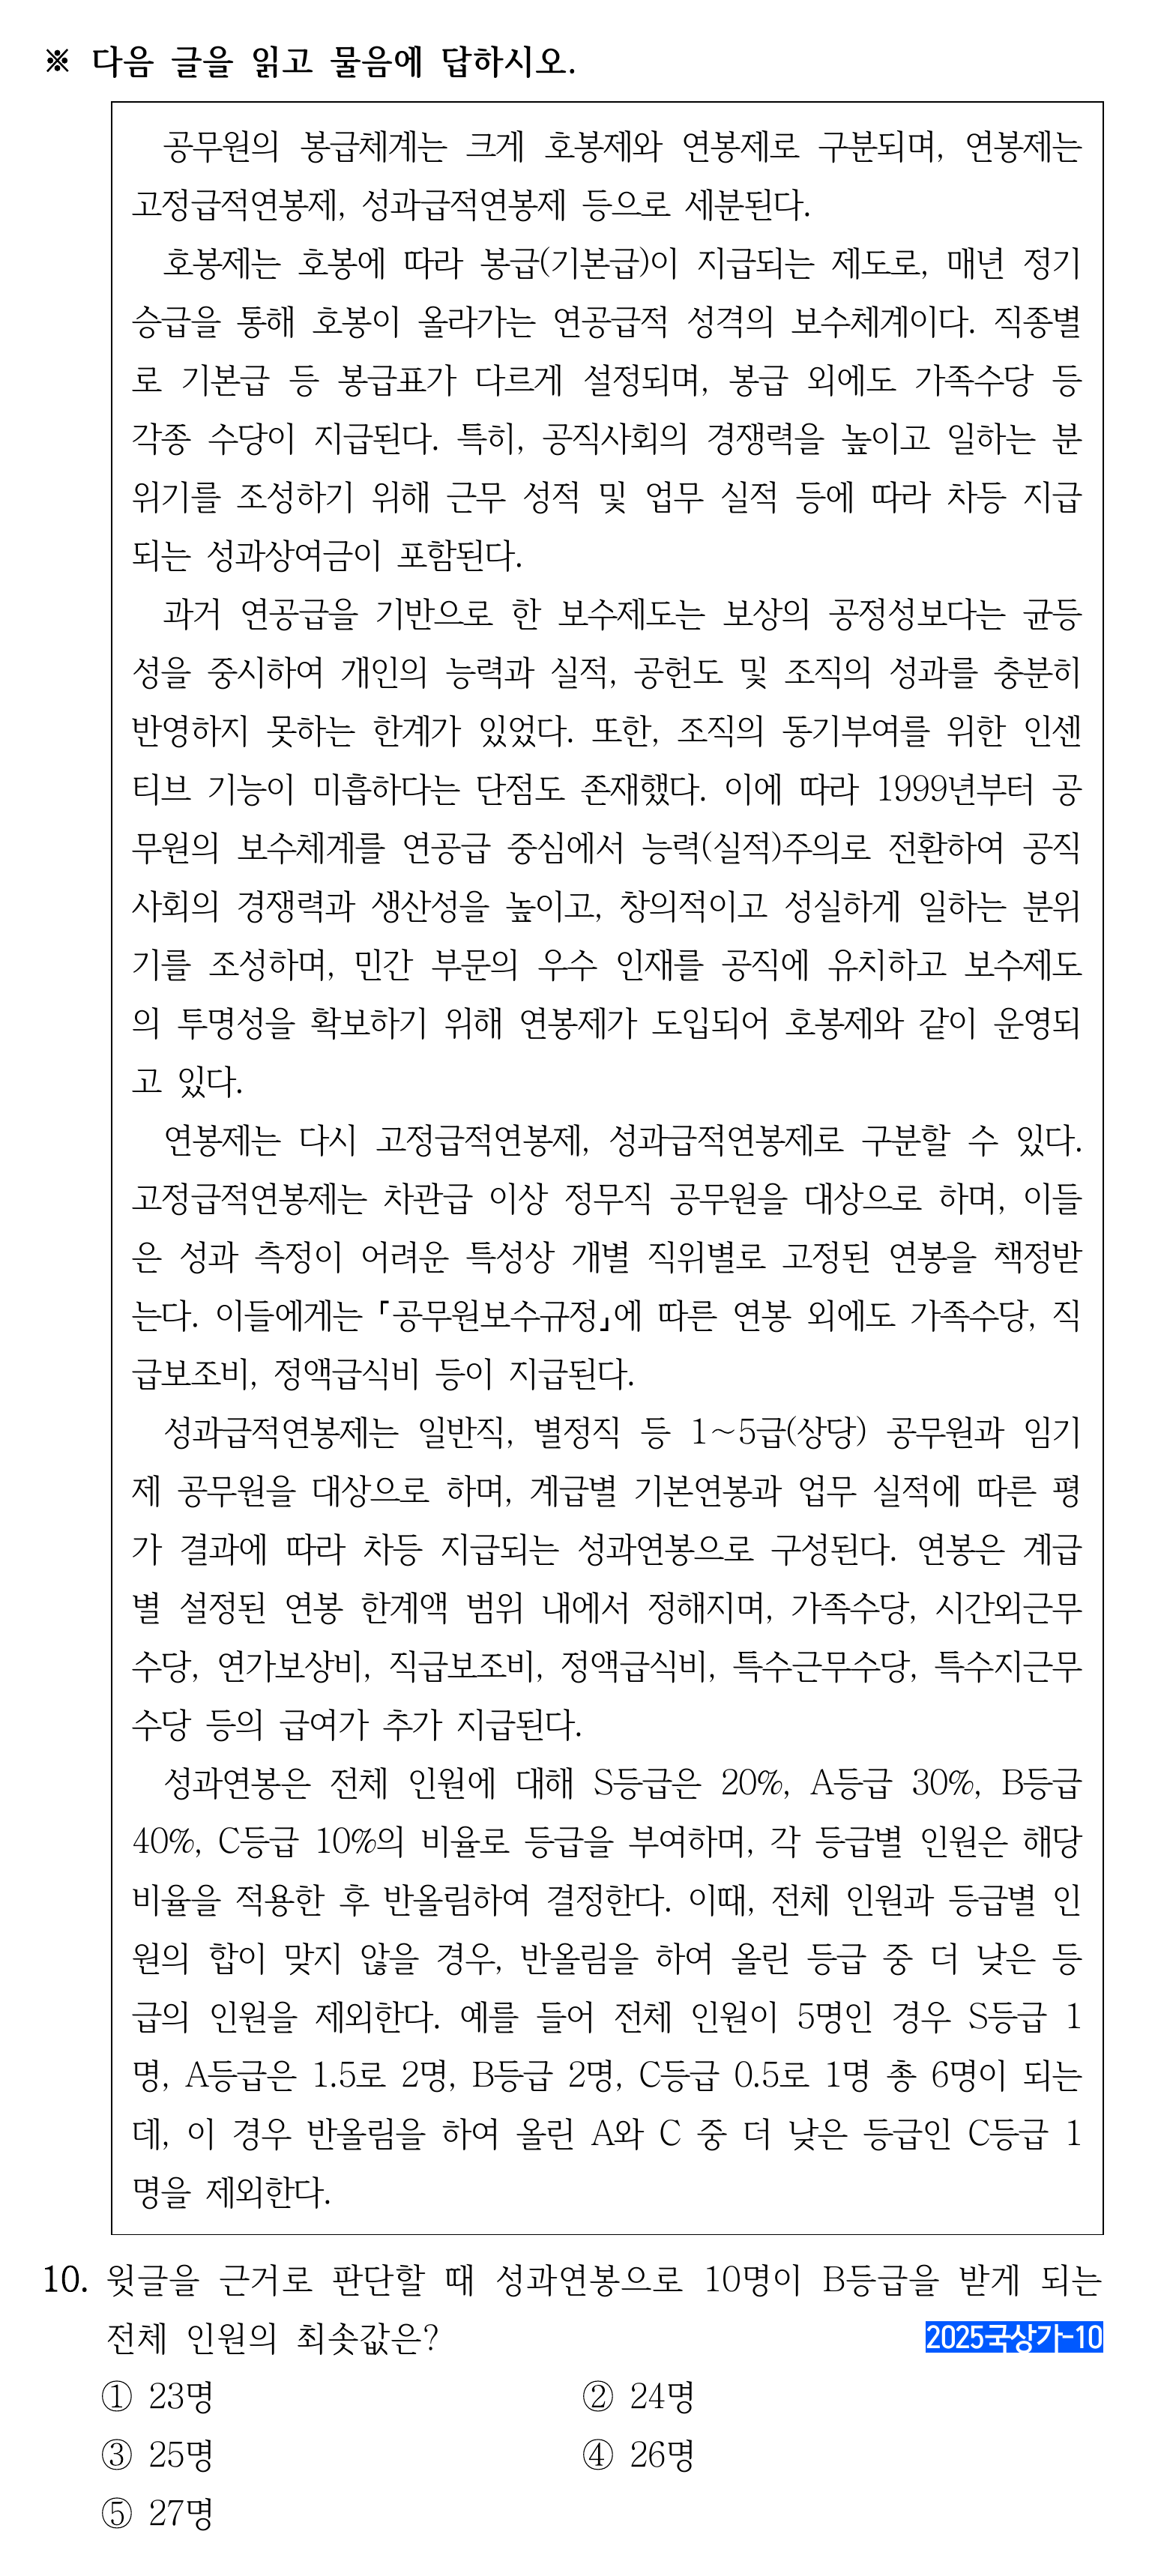 ※ 다음 글을 읽고 물음에 답하시오.
공무원의 봉급체계는 크게 호봉제와 연봉제로 구분되며, 연봉제는
고정급적연봉제, 성과급적연봉제 등으로 세분된다.
호봉제는 호봉에 따라 봉급(기본급)이 지급되는 제도로, 매년 정기
승급을 통해 호봉이 올라가는 연공급적 성격의 보수체계이다. 직종별
로 기본급 등 봉급표가 다르게 설정되며, 봉급 외에도 가족수당 등
각종 수당이 지급된다. 특히, 공직사회의 경쟁력을 높이고 일하는 분
위기를 조성하기 위해 근무 성적 및 업무 실적 등에 따라 차등 지급
되는 성과상여금이 포함된다.
과거 연공급을 기반으로 한 보수제도는 보상의 공정성보다는 균등
성을 중시하여 개인의 능력과 실적, 공헌도 및 조직의 성과를 충분히
반영하지 못하는 한계가 있었다. 또한, 조직의 동기부여를 위한 인센
티브 기능이 미흡하다는 단점도 존재했다. 이에 따라 1999년부터 공
무원의 보수체계를 연공급 중심에서 능력(실적)주의로 전환하여 공직
사회의 경쟁력과 생산성을 높이고, 창의적이고 성실하게 일하는 분위
기를 조성하며, 민간 부문의 우수 인재를 공직에 유치하고 보수제도
의 투명성을 확보하기 위해 연봉제가 도입되어 호봉제와 같이 운영되
고 있다.
연봉제는 다시 고정급적연봉제, 성과급적연봉제로 구분할 수 있다.
고정급적연봉제는 차관급 이상 정무직 공무원을 대상으로 하며, 이들
은 성과 측정이 어려운 특성상 개별 직위별로 고정된 연봉을 책정받
는다. 이들에게는 「공무원보수규정」에 따른 연봉 외에도 가족수당, 직
급보조비, 정액급식비 등이 지급된다.
성과급적연봉제는 일반직, 별정직 등 1~5급(상당) 공무원과 임기
제 공무원을 대상으로 하며, 계급별 기본연봉과 업무 실적에 따른 평
가 결과에 따라 차등 지급되는 성과연봉으로 구성된다. 연봉은 계급
별 설정된 연봉 한계액 범위 내에서 정해지며, 가족수당, 시간외근무
수당, 연가보상비, 직급보조비, 정액급식비, 특수근무수당, 특수지근무
수당 등의 급여가 추가 지급된다.
성과연봉은 전체 인원에 대해 S등급은 20%, A등급 30%, B등급
40%, C등급 10%의 비율로 등급을 부여하며, 각 등급별 인원은 해당
비율을 적용한 후 반올림하여 결정한다. 이때, 전체 인원과 등급별 인
원의 합이 맞지 않을 경우, 반올림을 하여 올린 등급 중 더 낮은 등
급의 인원을 제외한다. 예를 들어 전체 인원이 5명인 경우 S등급 1
명, A등급은 1.5로 2명, B등급 2명, C등급 0.5로 1명 총 6명이 되는
데, 이 경우 반올림을 하여 올린 A와 C 중 더 낮은 등급인 C등급 1
명을 제외한다.
10. 윗글을 근거로 판단할 때 성과연봉으로 10명이 B등급을 받게 되는
전체 인원의 최솟값은? 2025국상가-10
① 23명 ② 24명
③ 25명 ④ 26명
⑤ 27명